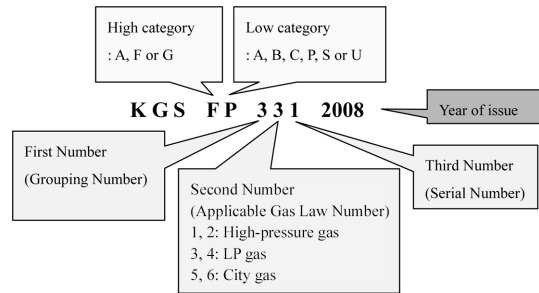 High category
: A, F or G
Low category
: A, B, C, P, S or U
KGS FP 331 2008
Year of issue
First Number
(Grouping Number)
Second Number
(Applicable Gas Law Number)
1, 2: High-pressure gas
3, 4: LP gas
5, 6: City gas
Third Number
(Serial Number)